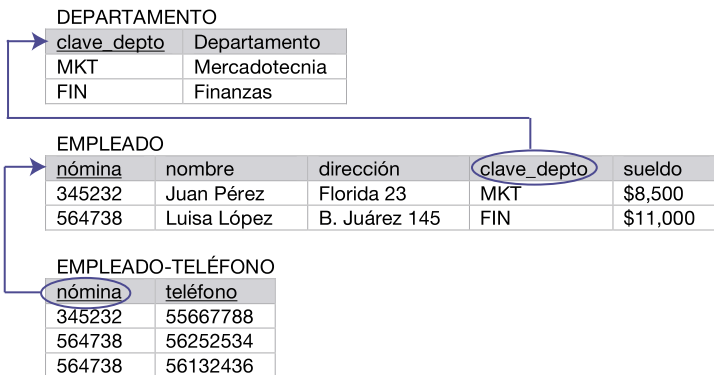 DEPARTAMENTO
clave_depto Departamento
MKT Mercadotecnia
FIN Finanzas
EMPLEADO
nómina nombre dirección clave_depto sueldo
345232 Juan Pérez Florida 23 MKT $8,500
564738 Luisa López B. Juárez 145 FIN $11,000
EMPLEADO-TELÉFONO
nómina teléfono
345232 55667788
564738 56252534
564738 56132436